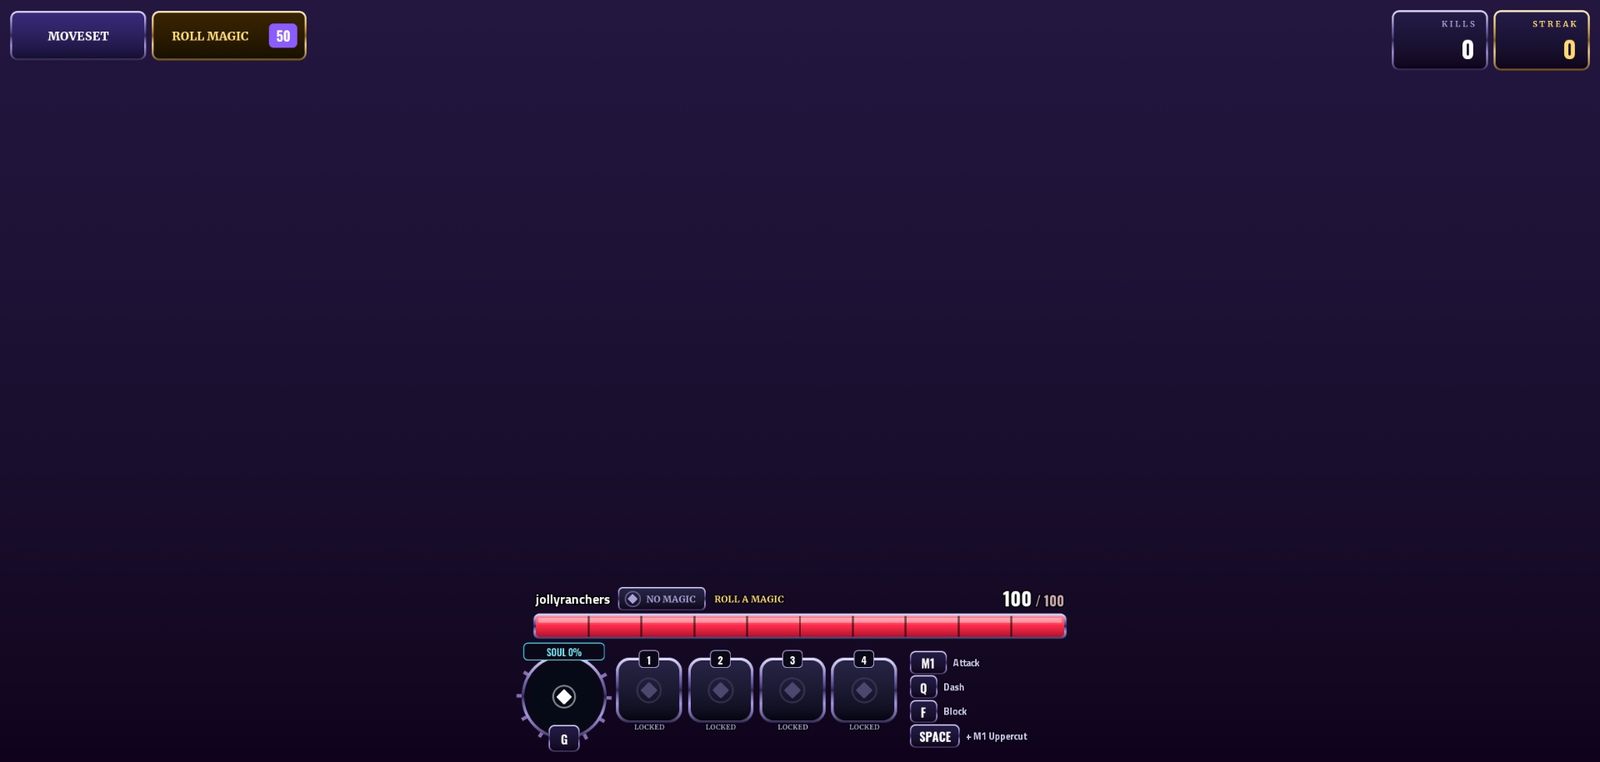 MOVESET
ROLL MAGIC 50
KILLS
0
STREAK
0
jollyranchers NO MAGIC ROLL A MAGIC 100 / 100
SOUL 0%
G
1
LOCKED
2
LOCKED
3
LOCKED
4
LOCKED
M1 Attack
Q Dash
F Block
SPACE + M1 Uppercut